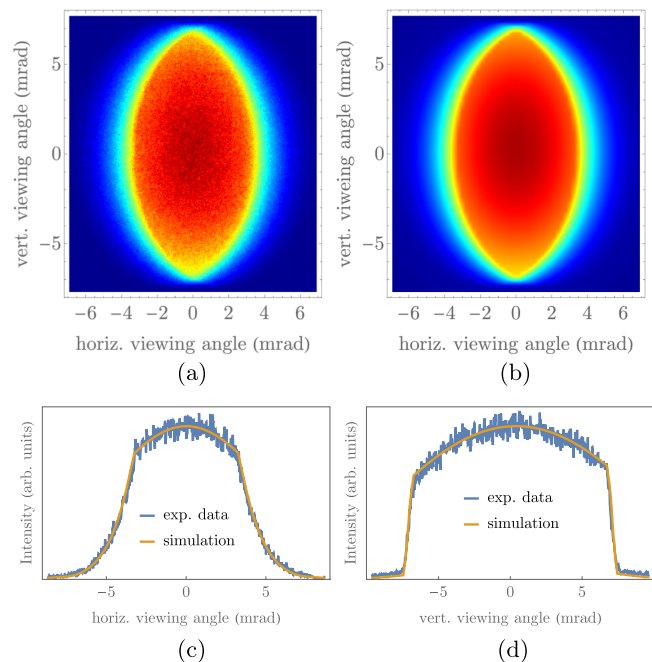 5
0
−5
vert. viewing angle (mrad)
−6 −4 −2 0 2 4 6
horiz. viewing angle (mrad)
(a)
5
0
−5
vert. viweing angle (mrad)
−6 −4 −2 0 2 4 6
horiz. viewing angle (mrad)
(b)
Intensity (arb. units)
exp. data
simulation
−5 0 5
horiz. viewing angle (mrad)
(c)
Intensity (arb. units)
exp. data
simulation
−5 0 5
vert. viewing angle (mrad)
(d)